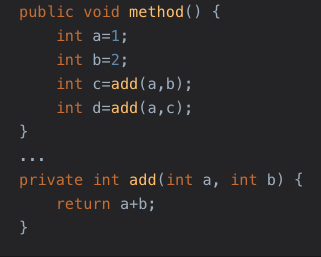 public void method() {
    int a=1;
    int b=2;
    int c=add(a,b);
    int d=add(a,c);
}
...
private int add(int a, int b) {
    return a+b;
}